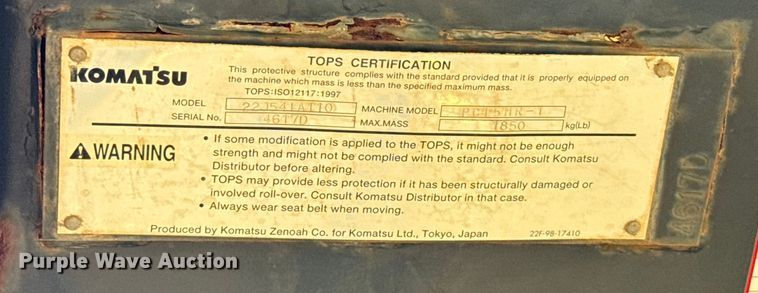 TOPS CERTIFICATION
KOMATSU
This protective structure complies with the standard provided that it is properly equipped on
the machine which mass is less than the specified maximum mass.
TOPS:ISO12117:1997
MODEL MACHINE MODEL
SERIAL No. 4617D MAX.MASS 1850 kg(Lb)
WARNING
• If some modification is applied to the TOPS, it might not be enough
strength and might not be complied with the standard. Consult Komatsu
Distributor before altering.
• TOPS may provide less protection if it has been structurally damaged or
involved roll-over. Consult Komatsu Distributor in that case.
• Always wear seat belt when moving.
Produced by Komatsu Zenoah Co. for Komatsu Ltd., Tokyo, Japan 22F-98-17410
4617D
Purple Wave Auction